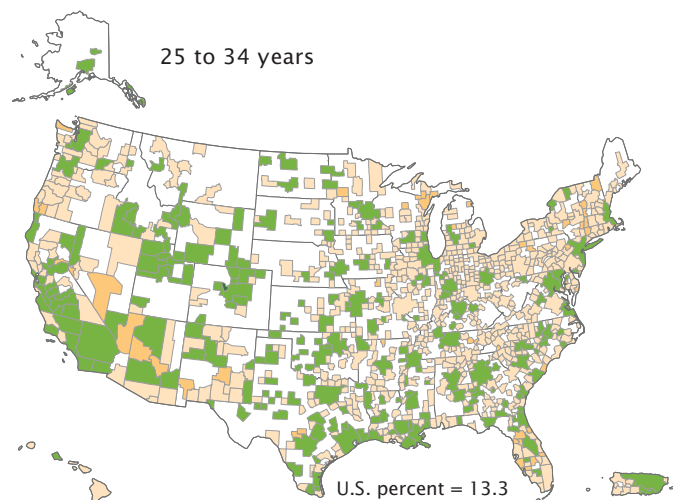 25 to 34 years
U.S. percent = 13.3